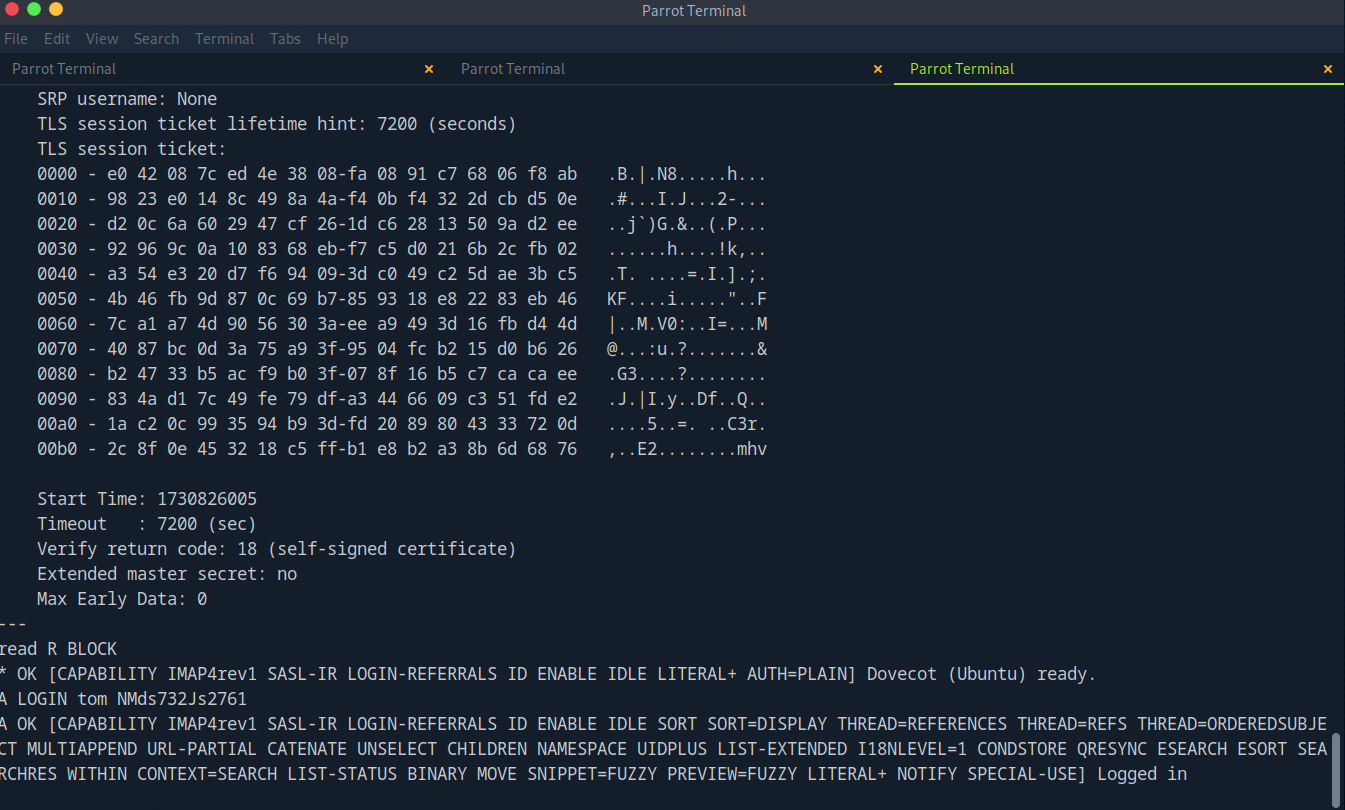 Parrot Terminal
File Edit View Search Terminal Tabs Help
Parrot Terminal × Parrot Terminal × Parrot Terminal ×
SRP username: None
TLS session ticket lifetime hint: 7200 (seconds)
TLS session ticket:
0000 - e0 42 08 7c ed 4e 38 08-fa 08 91 c7 68 06 f8 ab   .B.|.N8.....h...
0010 - 98 23 e0 14 8c 49 8a 4a-f4 0b f4 32 2d cb d5 0e   .#...I.J...2-...
0020 - d2 0c 6a 60 29 47 cf 26-1d c6 28 13 50 9a d2 ee   ..j`)G.&..(.P...
0030 - 92 96 9c 0a 10 83 68 eb-f7 c5 d0 21 6b 2c fb 02   ......h....!k,..
0040 - a3 54 e3 20 d7 f6 94 09-3d c0 49 c2 5d ae 3b c5   .T. ....=.I.].;.
0050 - 4b 46 fb 9d 87 0c 69 b7-85 93 18 e8 22 83 eb 46   KF....i....."..F
0060 - 7c a1 a7 4d 90 56 30 3a-ee a9 49 3d 16 fb d4 4d   |..M.V0:..I=...M
0070 - 40 87 bc 0d 3a 75 a9 3f-95 04 fc b2 15 d0 b6 26   @...:u.?.......&
0080 - b2 47 33 b5 ac f9 b0 3f-07 8f 16 b5 c7 ca ca ee   .G3....?........
0090 - 83 4a d1 7c 49 fe 79 df-a3 44 66 09 c3 51 fd e2   .J.|I.y..Df..Q..
00a0 - 1a c2 0c 99 35 94 b9 3d-fd 20 89 80 43 33 72 0d   ....5..=. ..C3r.
00b0 - 2c 8f 0e 45 32 18 c5 ff-b1 e8 b2 a3 8b 6d 68 76   ,..E2........mhv
Start Time: 1730826005
Timeout   : 7200 (sec)
Verify return code: 18 (self-signed certificate)
Extended master secret: no
Max Early Data: 0
---
read R BLOCK
* OK [CAPABILITY IMAP4rev1 SASL-IR LOGIN-REFERRALS ID ENABLE IDLE LITERAL+ AUTH=PLAIN] Dovecot (Ubuntu) ready.
A LOGIN tom NMds732Js2761
A OK [CAPABILITY IMAP4rev1 SASL-IR LOGIN-REFERRALS ID ENABLE IDLE SORT SORT=DISPLAY THREAD=REFERENCES THREAD=REFS THREAD=ORDEREDSUBJE
CT MULTIAPPEND URL-PARTIAL CATENATE UNSELECT CHILDREN NAMESPACE UIDPLUS LIST-EXTENDED I18NLEVEL=1 CONDSTORE QRESYNC ESEARCH ESORT SEA
RCHRES WITHIN CONTEXT=SEARCH LIST-STATUS BINARY MOVE SNIPPET=FUZZY PREVIEW=FUZZY LITERAL+ NOTIFY SPECIAL-USE] Logged in